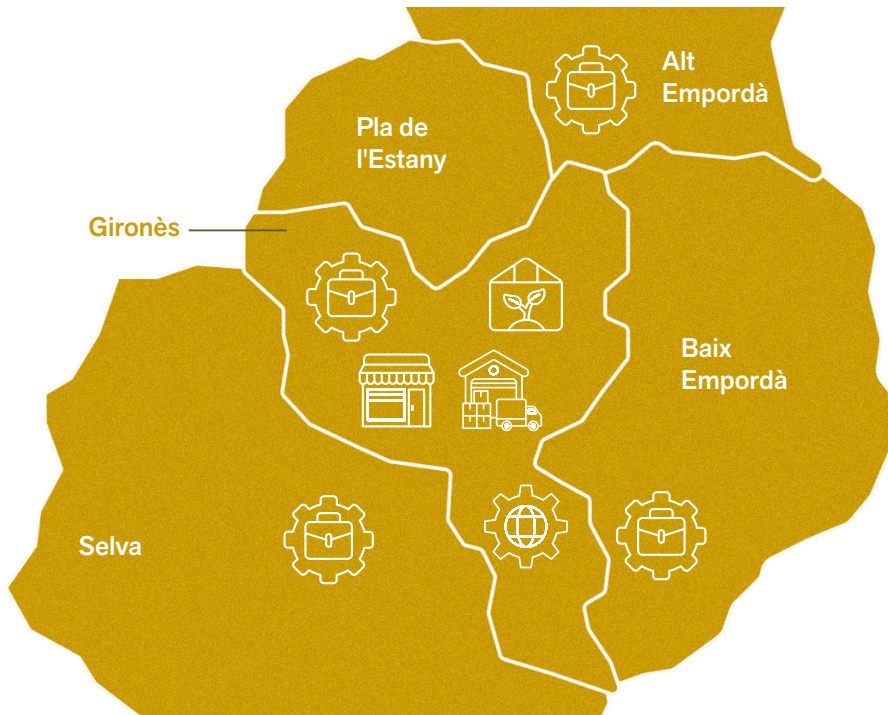 Alt
Empordà
Pla de
l'Estany
Gironès
Baix
Empordà
Selva